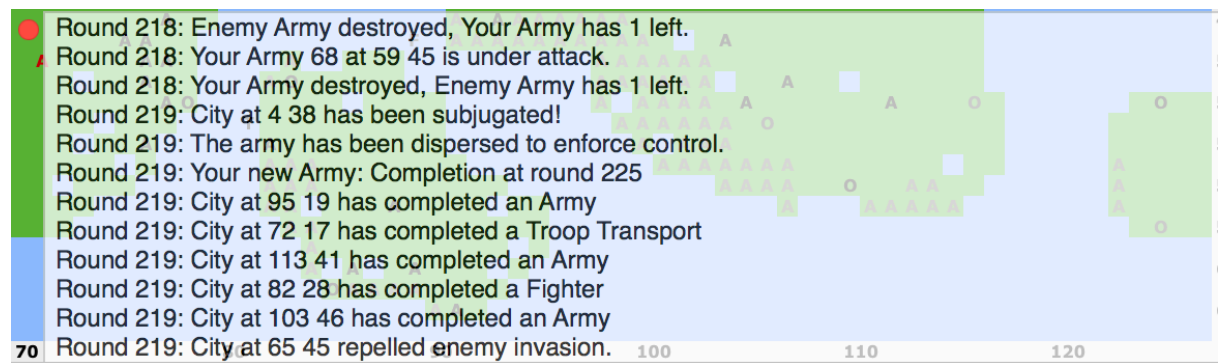 Round 218: Enemy Army destroyed, Your Army has 1 left.
Round 218: Your Army 68 at 59 45 is under attack.
Round 218: Your Army destroyed, Enemy Army has 1 left.
Round 219: City at 4 38 has been subjugated!
Round 219: The army has been dispersed to enforce control.
Round 219: Your new Army: Completion at round 225
Round 219: City at 95 19 has completed an Army
Round 219: City at 72 17 has completed a Troop Transport
Round 219: City at 113 41 has completed an Army
Round 219: City at 82 28 has completed a Fighter
Round 219: City at 103 46 has completed an Army
Round 219: City at 65 45 repelled enemy invasion.
70 80 90 100 110 120